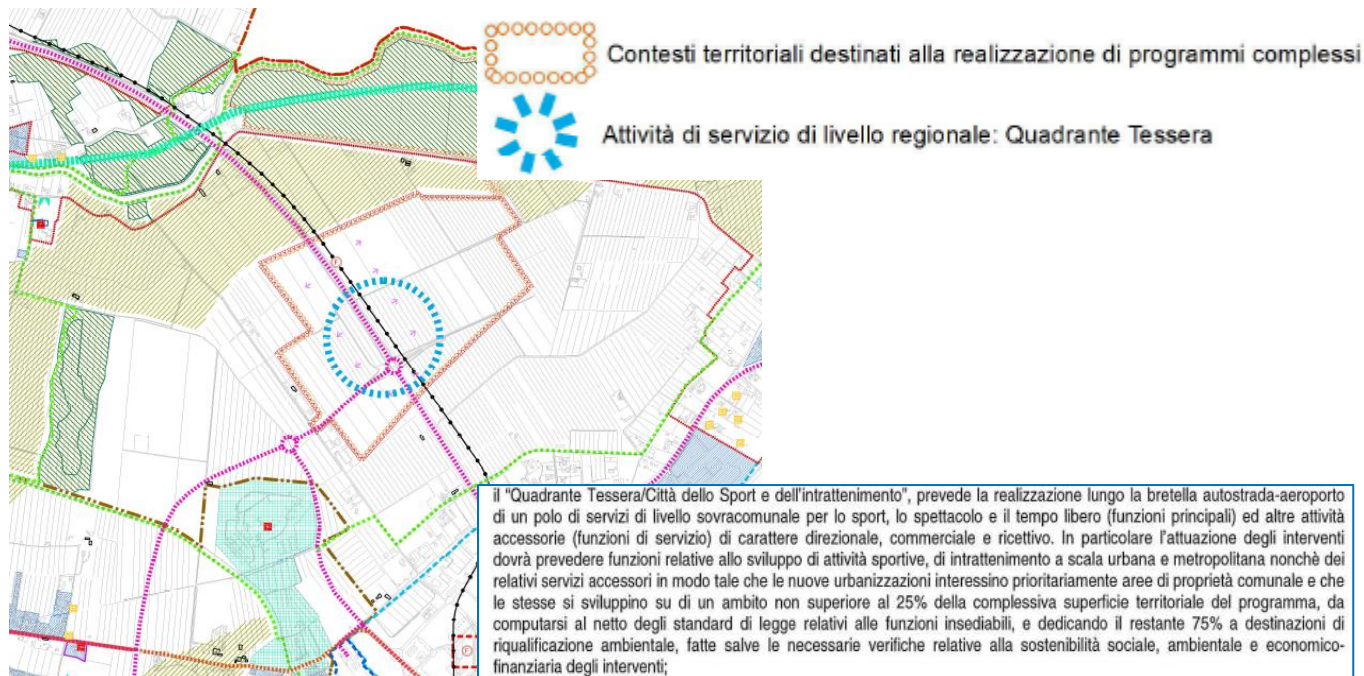 Contesti territoriali destinati alla realizzazione di programmi complessi
Attività di servizio di livello regionale: Quadrante Tessera
F
il "Quadrante Tessera/Città dello Sport e dell'intrattenimento", prevede la realizzazione lungo la bretella autostrada-aeroporto
di un polo di servizi di livello sovracomunale per lo sport, lo spettacolo e il tempo libero (funzioni principali) ed altre attività
accessorie (funzioni di servizio) di carattere direzionale, commerciale e ricettivo. In particolare l'attuazione degli interventi
dovrà prevedere funzioni relative allo sviluppo di attività sportive, di intrattenimento a scala urbana e metropolitana nonchè dei
relativi servizi accessori in modo tale che le nuove urbanizzazioni interessino prioritariamente aree di proprietà comunale e che
le stesse si sviluppino su di un ambito non superiore al 25% della complessiva superficie territoriale del programma, da
computarsi al netto degli standard di legge relativi alle funzioni insediabili, e dedicando il restante 75% a destinazioni di
riqualificazione ambientale, fatte salve le necessarie verifiche relative alla sostenibilità sociale, ambientale e economico-
finanziaria degli interventi;
F